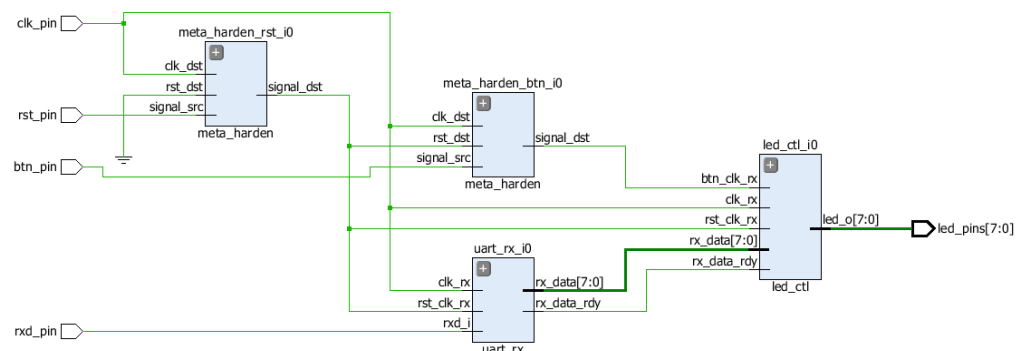 clk_pin
meta_harden_rst_i0
clk_dst
rst_dst
signal_src
signal_dst
meta_harden
rst_pin
btn_pin
meta_harden_btn_i0
clk_dst
rst_dst
signal_src
signal_dst
meta_harden
led_ctl_i0
btn_clk_rx
clk_rx
rst_clk_rx
rx_data[7:0]
rx_data_rdy
led_o[7:0]
led_ctl
led_pins[7:0]
uart_rx_i0
clk_rx
rst_clk_rx
rxd_i
rx_data[7:0]
rx_data_rdy
uart_rx
rxd_pin